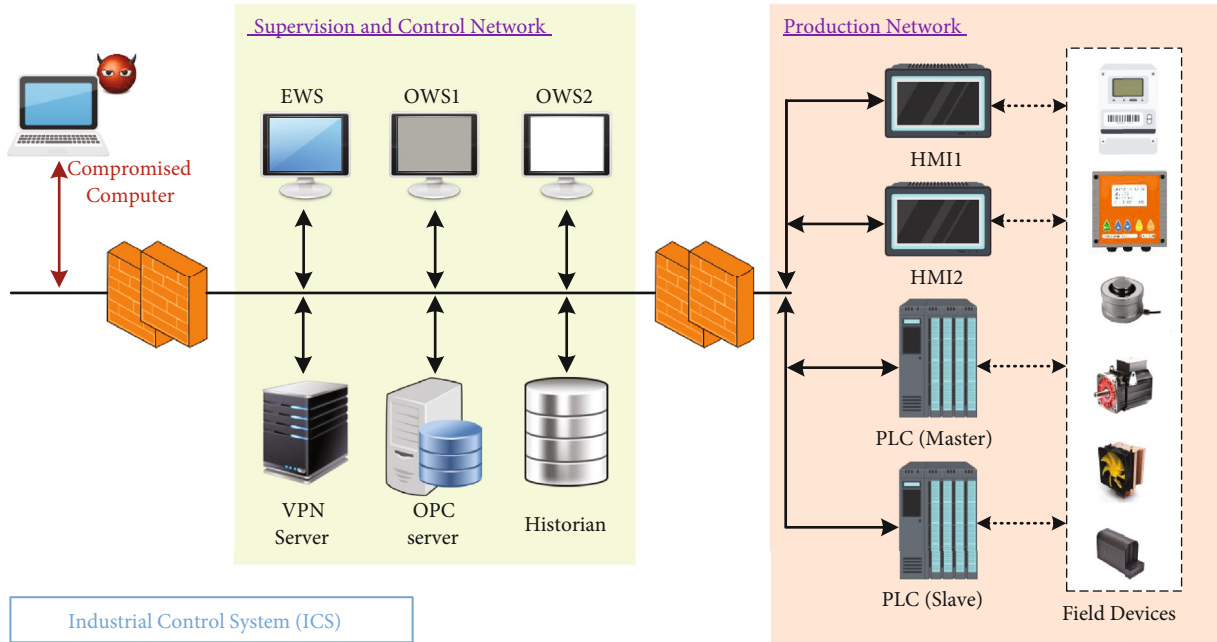 Supervision and Control Network
Production Network
EWS
OWS1
OWS2
Compromised
Computer
HMI1
HMI2
VPN
Server
OPC
server
Historian
PLC (Master)
PLC (Slave)
Field Devices
Industrial Control System (ICS)